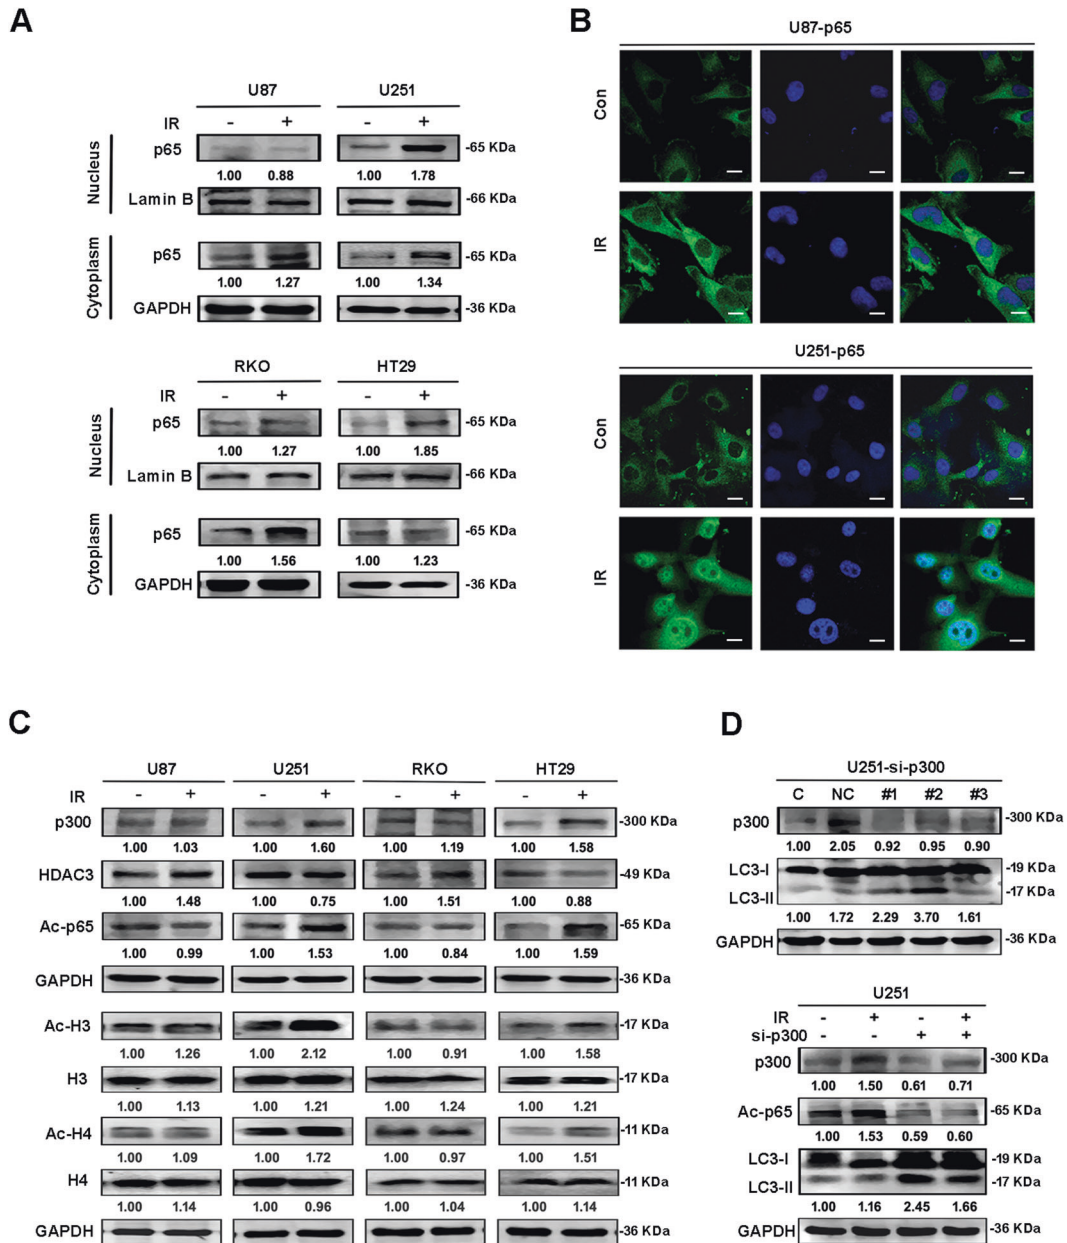 A
U87 U251
IR - + - +
Nucleus
p65 -65 KDa
1.00 0.88 1.00 1.78
Lamin B -66 KDa
Cytoplasm
p65 -65 KDa
1.00 1.27 1.00 1.34
GAPDH -36 KDa
RKO HT29
IR - + - +
Nucleus
p65 -65 KDa
1.00 1.27 1.00 1.85
Lamin B -66 KDa
Cytoplasm
p65 -65 KDa
1.00 1.56 1.00 1.23
GAPDH -36 KDa
B
U87-p65
Con
IR
U251-p65
Con
IR
C
U87 U251 RKO HT29
IR - + - + - + - +
p300 -300 KDa
1.00 1.03 1.00 1.60 1.00 1.19 1.00 1.58
HDAC3 -49 KDa
1.00 1.48 1.00 0.75 1.00 1.51 1.00 0.88
Ac-p65 -65 KDa
1.00 0.99 1.00 1.53 1.00 0.84 1.00 1.59
GAPDH -36 KDa
Ac-H3 -17 KDa
1.00 1.26 1.00 2.12 1.00 0.91 1.00 1.58
H3 -17 KDa
1.00 1.13 1.00 1.21 1.00 1.24 1.00 1.21
Ac-H4 -11 KDa
1.00 1.09 1.00 1.72 1.00 0.97 1.00 1.51
H4 -11 KDa
1.00 1.14 1.00 0.96 1.00 1.04 1.00 1.14
GAPDH -36 KDa
D
U251-si-p300
C NC #1 #2 #3
p300 -300 KDa
1.00 2.05 0.92 0.95 0.90
LC3-I -19 KDa
LC3-II -17 KDa
1.00 1.72 2.29 3.70 1.61
GAPDH -36 KDa
U251
IR - + - +
si-p300 - - + +
p300 -300 KDa
1.00 1.50 0.61 0.71
Ac-p65 -65 KDa
1.00 1.53 0.59 0.60
LC3-I -19 KDa
LC3-II -17 KDa
1.00 1.16 2.45 1.66
GAPDH -36 KDa